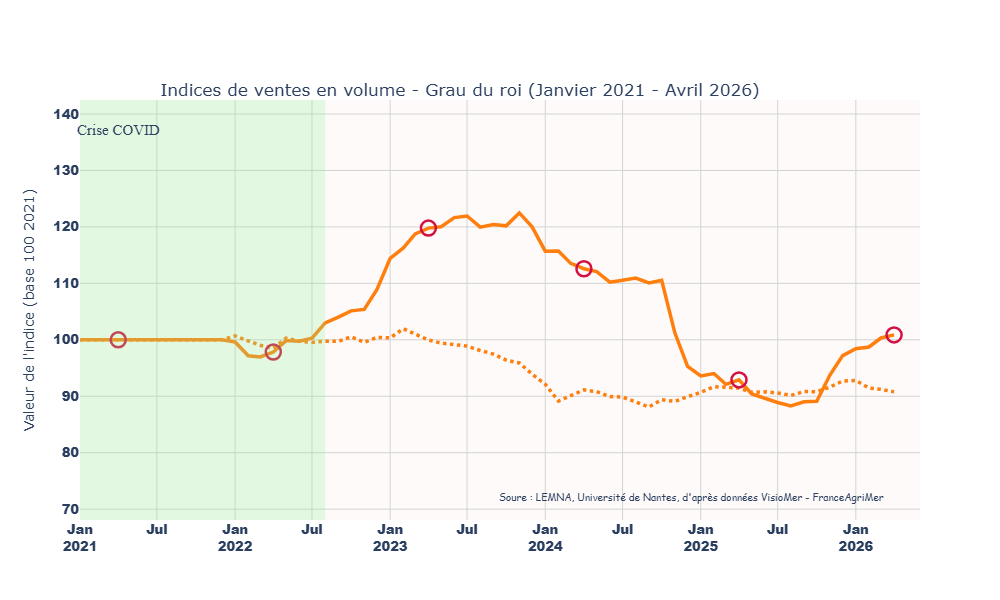 Indices de ventes en volume - Grau du roi (Janvier 2021 - Avril 2026)
Valeur de l'indice (base 100 2021)
140
Crise COVID
130
120
110
100
90
80
70
Soure : LEMNA, Université de Nantes, d'après données VisioMer - FranceAgriMer
Jan Jul Jan Jul Jan Jul Jan Jul Jan Jul Jan
2021 2022 2023 2024 2025 2026